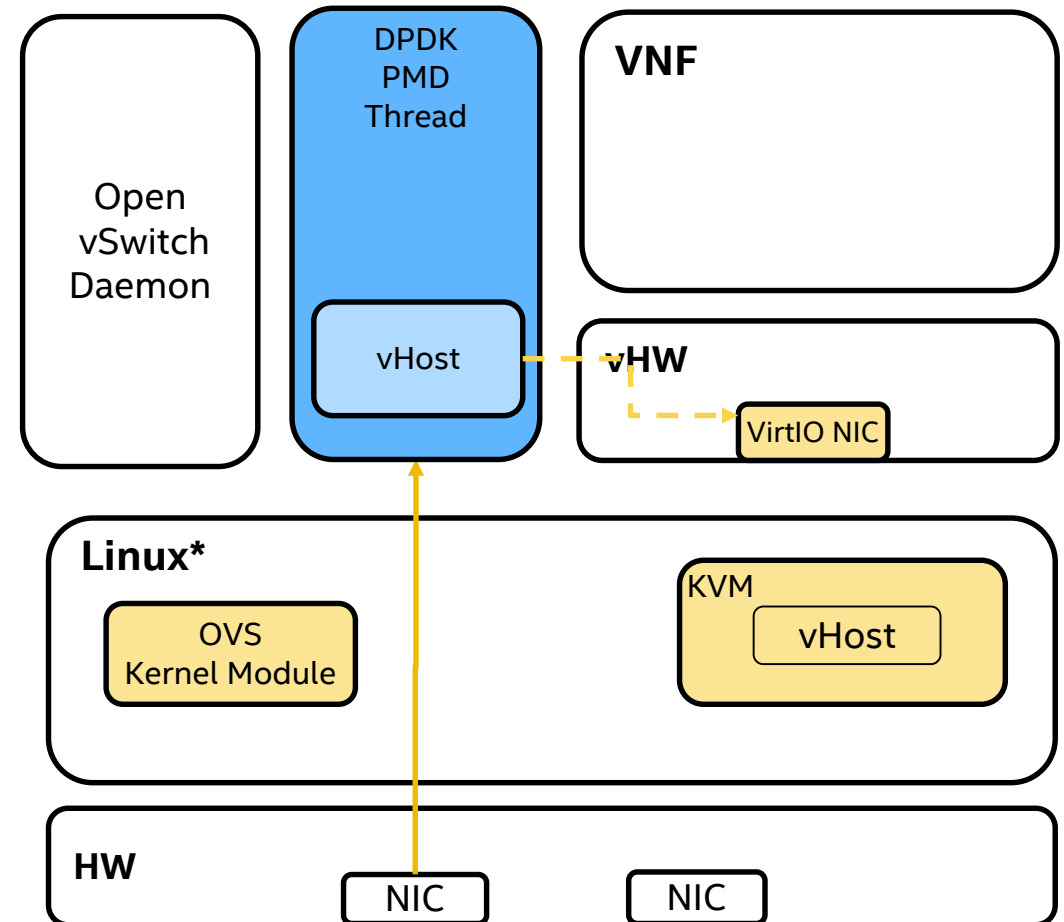 Open
vSwitch
Daemon
DPDK
PMD
Thread
vHost
VNF
vHW
VirtIO NIC
Linux*
OVS
Kernel Module
KVM
vHost
HW
NIC
NIC